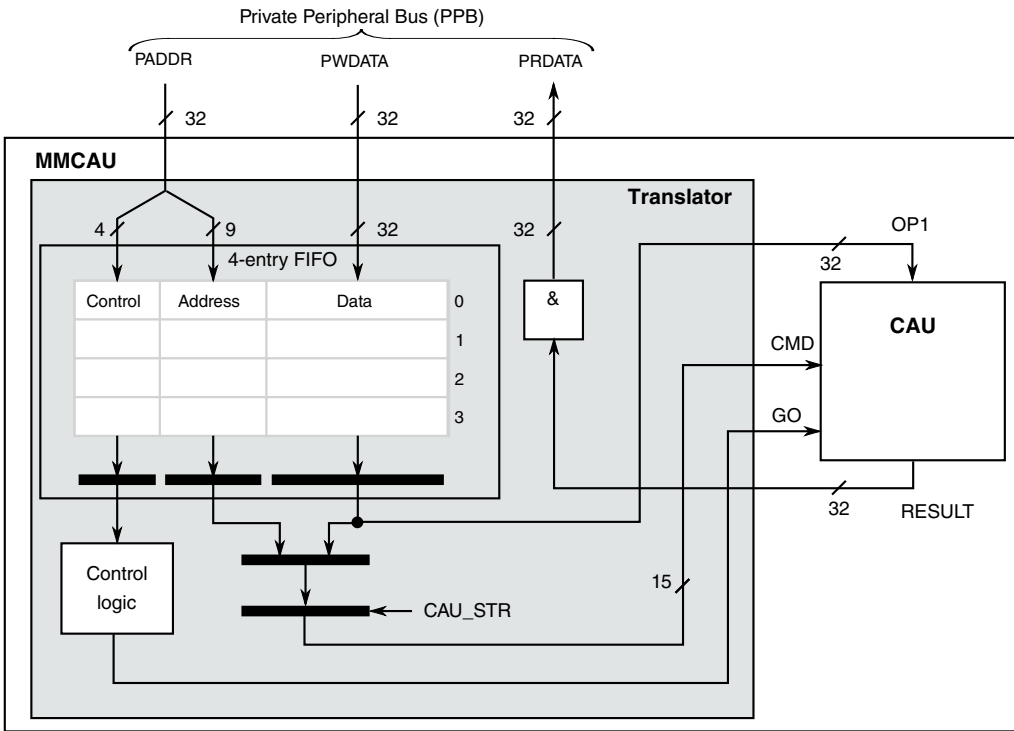 Private Peripheral Bus (PPB)
PADDR
PWDATA
PRDATA
32
32
32
MMCAU
Translator
4
9
32
32
OP1
32
4-entry FIFO
Control
Address
Data
0
1
2
3
&
CAU
CMD
GO
32
RESULT
Control
logic
15
CAU_STR